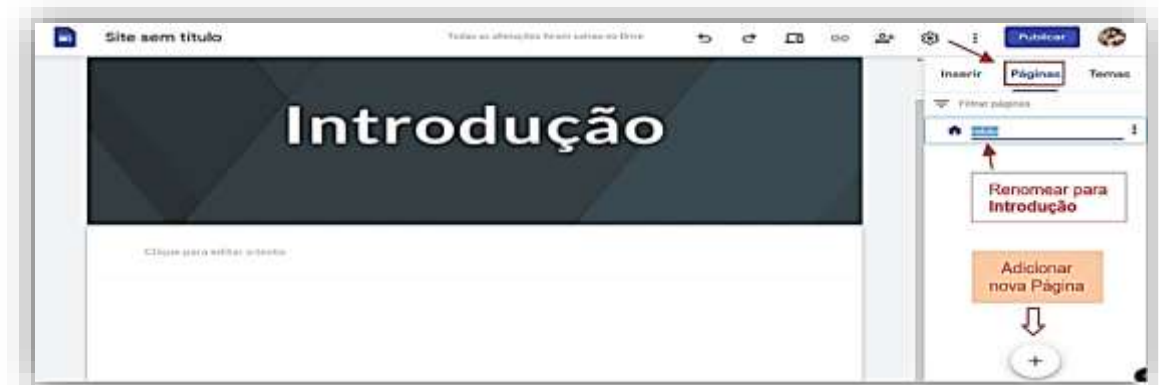 Site sem título
Todas as alterações foram salvas no Drive
Publicar
Inserir Páginas Temas
Introdução
Filtrar páginas
Renomear para
Introdução
Clique para editar o texto
Adicionar
nova Página